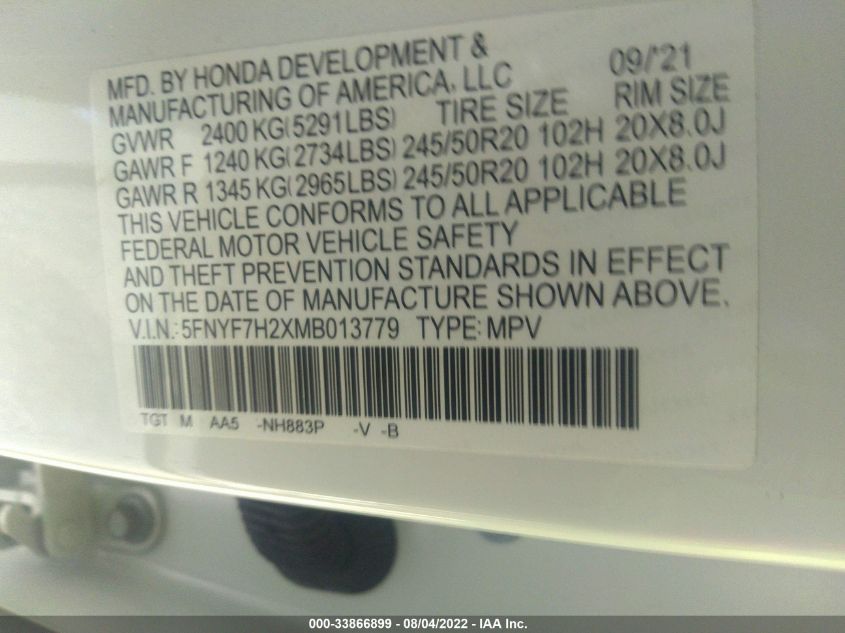 MFD. BY HONDA DEVELOPMENT &
MANUFACTURING OF AMERICA, LLC 09/'21
GVWR 2400 KG(5291LBS) TIRE SIZE RIM SIZE
GAWR F 1240 KG(2734LBS) 245/50R20 102H 20X8.0J
GAWR R 1345 KG(2965LBS) 245/50R20 102H 20X8.0J
THIS VEHICLE CONFORMS TO ALL APPLICABLE
FEDERAL MOTOR VEHICLE SAFETY
AND THEFT PREVENTION STANDARDS IN EFFECT
ON THE DATE OF MANUFACTURE SHOWN ABOVE.
V.I.N.: 5FNYF7H2XMB013779 TYPE: MPV
TGT M AA5 -NH883P -V -B
000-33866899 - 08/04/2022 - IAA Inc.